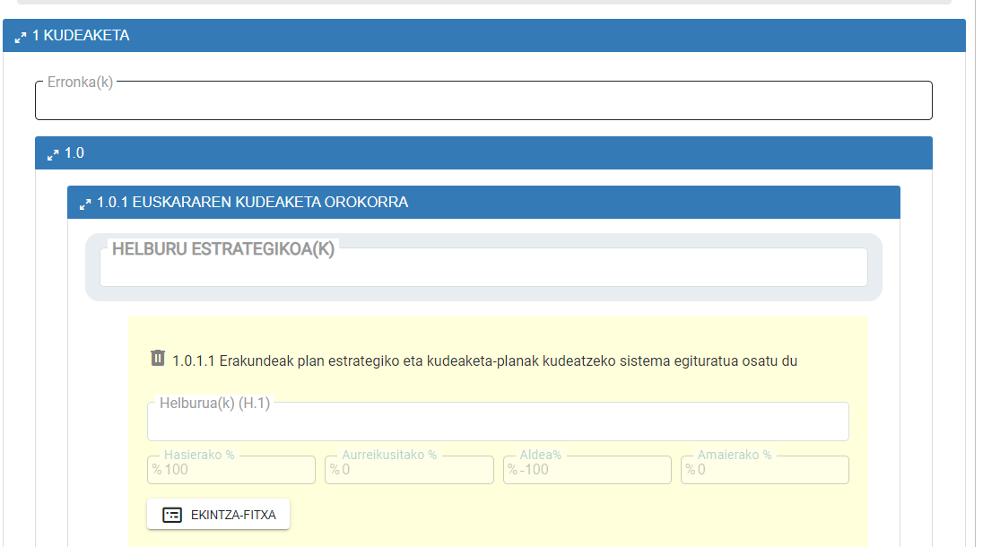 1 KUDEAKETA
Erronka(k)
1.0
1.0.1 EUSKARAREN KUDEAKETA OROKORRA
HELBURU ESTRATEGIKOA(K)
1.0.1.1 Erakundeak plan estrategiko eta kudeaketa-planak kudeatzeko sistema egituratua osatu du
Helburua(k) (H.1)
Hasierako % Aurreikusitako % Aldea% Amaierako %
% 100 % 0 % -100 % 0
EKINTZA-FITXA